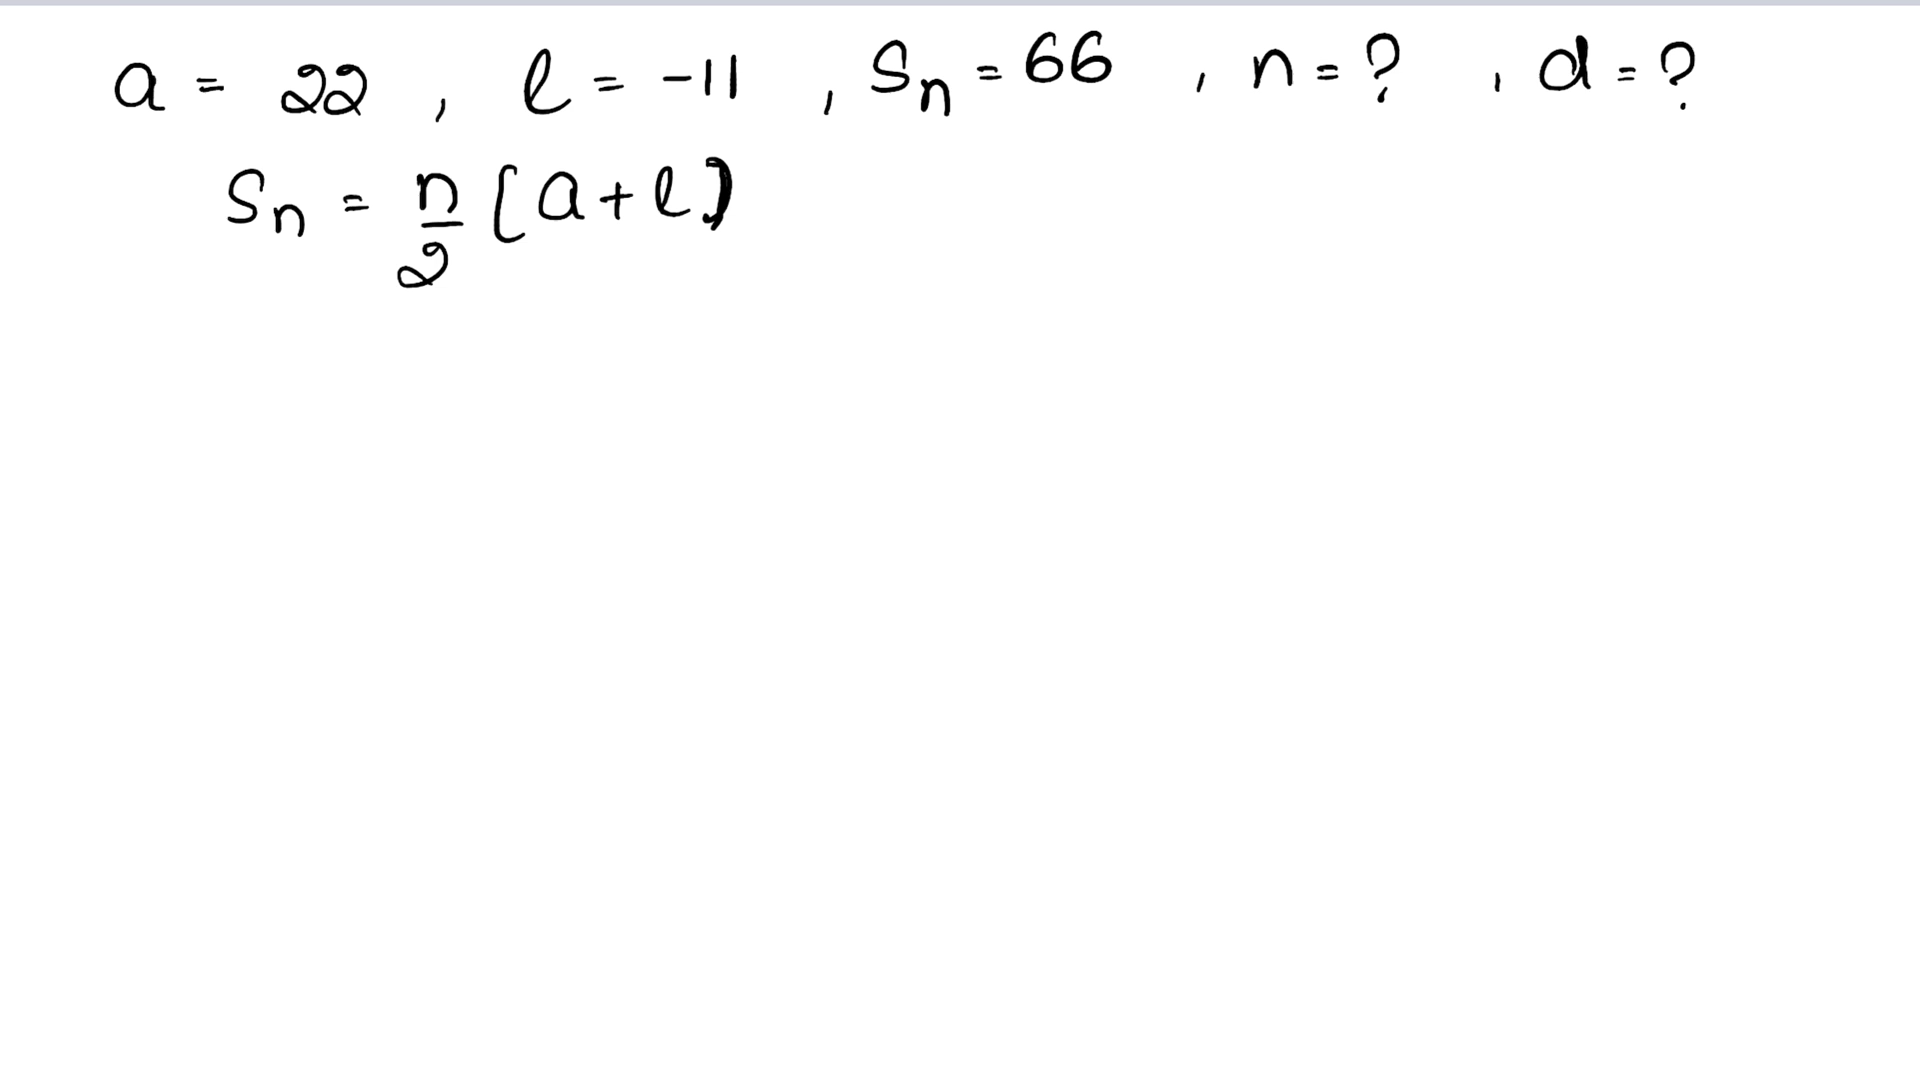 a = 22 , l = -11 , Sn = 66 , n = ? , d = ?
Sn = n/2 [a + l]